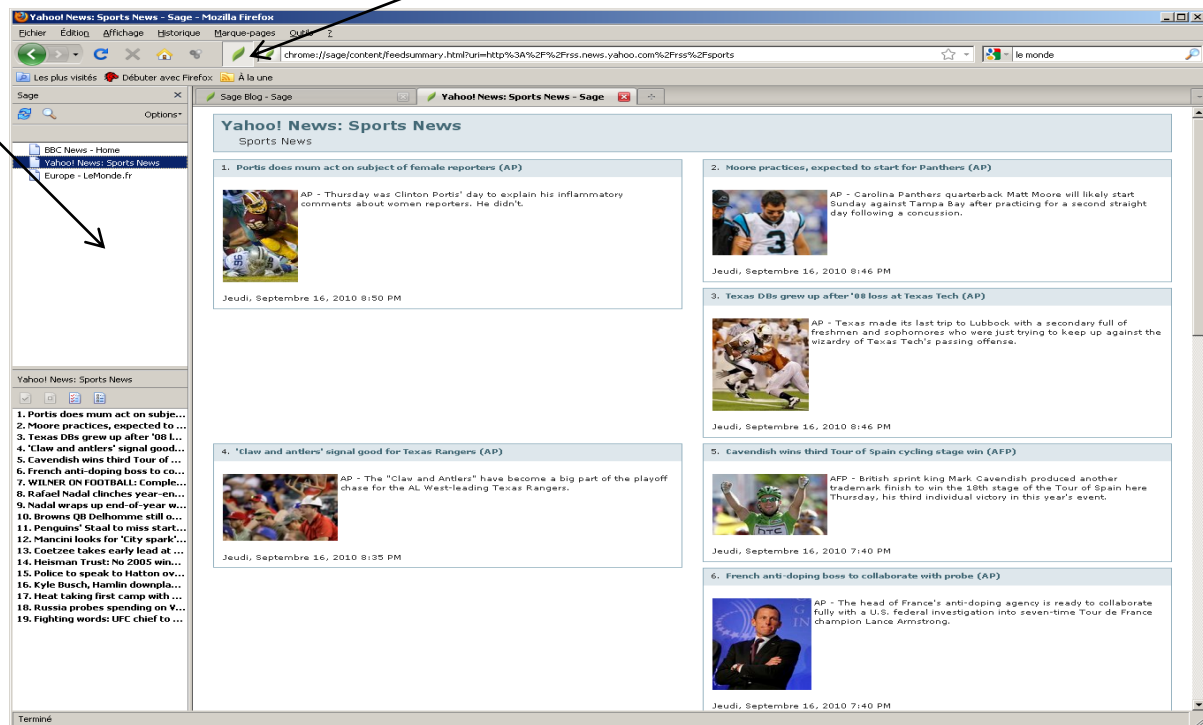 Yahoo! News: Sports News - Sage - Mozilla Firefox
Fichier Édition Affichage Historique Marque-pages Outils ?
chrome://sage/content/feedsummary.html?uri=http%3A%2F%2Frss.news.yahoo.com%2Frss%2Fsports
le monde
Les plus visités Débuter avec Firefox À la une
Sage
Options
BBC News - Home
Yahoo! News: Sports News
Europe - LeMonde.fr
Yahoo! News: Sports News
1. Portis does mum act on subje...
2. Moore practices, expected to ...
3. Texas DBs grew up after '08 l...
4. 'Claw and antlers' signal good...
5. Cavendish wins third Tour of ...
6. French anti-doping boss to co...
7. WILNER ON FOOTBALL: Comple...
8. Rafael Nadal clinches year-en...
9. Nadal wraps up end-of-year w...
10. Browns QB Delhomme still o...
11. Penguins' Staal to miss start...
12. Mancini looks for 'City spark'...
13. Coetzee takes early lead at ...
14. Heisman Trust: No 2005 win...
15. Police to speak to Hatton ov...
16. Kyle Busch, Hamlin downpla...
17. Heat taking first camp with ...
18. Russia probes spending on V...
19. Fighting words: UFC chief to ...
Sage Blog - Sage
Yahoo! News: Sports News - Sage
Yahoo! News: Sports News
Sports News
1. Portis does mum act on subject of female reporters (AP)
AP - Thursday was Clinton Portis' day to explain his inflammatory
comments about women reporters. He didn't.
Jeudi, Septembre 16, 2010 8:50 PM
2. Moore practices, expected to start for Panthers (AP)
AP - Carolina Panthers quarterback Matt Moore will likely start
Sunday against Tampa Bay after practicing for a second straight
day following a concussion.
Jeudi, Septembre 16, 2010 8:46 PM
3. Texas DBs grew up after '08 loss at Texas Tech (AP)
AP - Texas made its last trip to Lubbock with a secondary full of
freshmen and sophomores who were just trying to keep up against the
wizardry of Texas Tech's passing offense.
Jeudi, Septembre 16, 2010 8:46 PM
4. 'Claw and antlers' signal good for Texas Rangers (AP)
AP - The "Claw and Antlers" have become a big part of the playoff
chase for the AL West-leading Texas Rangers.
Jeudi, Septembre 16, 2010 8:35 PM
5. Cavendish wins third Tour of Spain cycling stage win (AFP)
AFP - British sprint king Mark Cavendish produced another
trademark finish to win the 18th stage of the Tour of Spain here
Thursday, his third individual victory in this year's event.
Jeudi, Septembre 16, 2010 7:40 PM
6. French anti-doping boss to collaborate with probe (AP)
AP - The head of France's anti-doping agency is ready to collaborate
fully with a U.S. federal investigation into seven-time Tour de France
champion Lance Armstrong.
Jeudi, Septembre 16, 2010 7:40 PM
Terminé